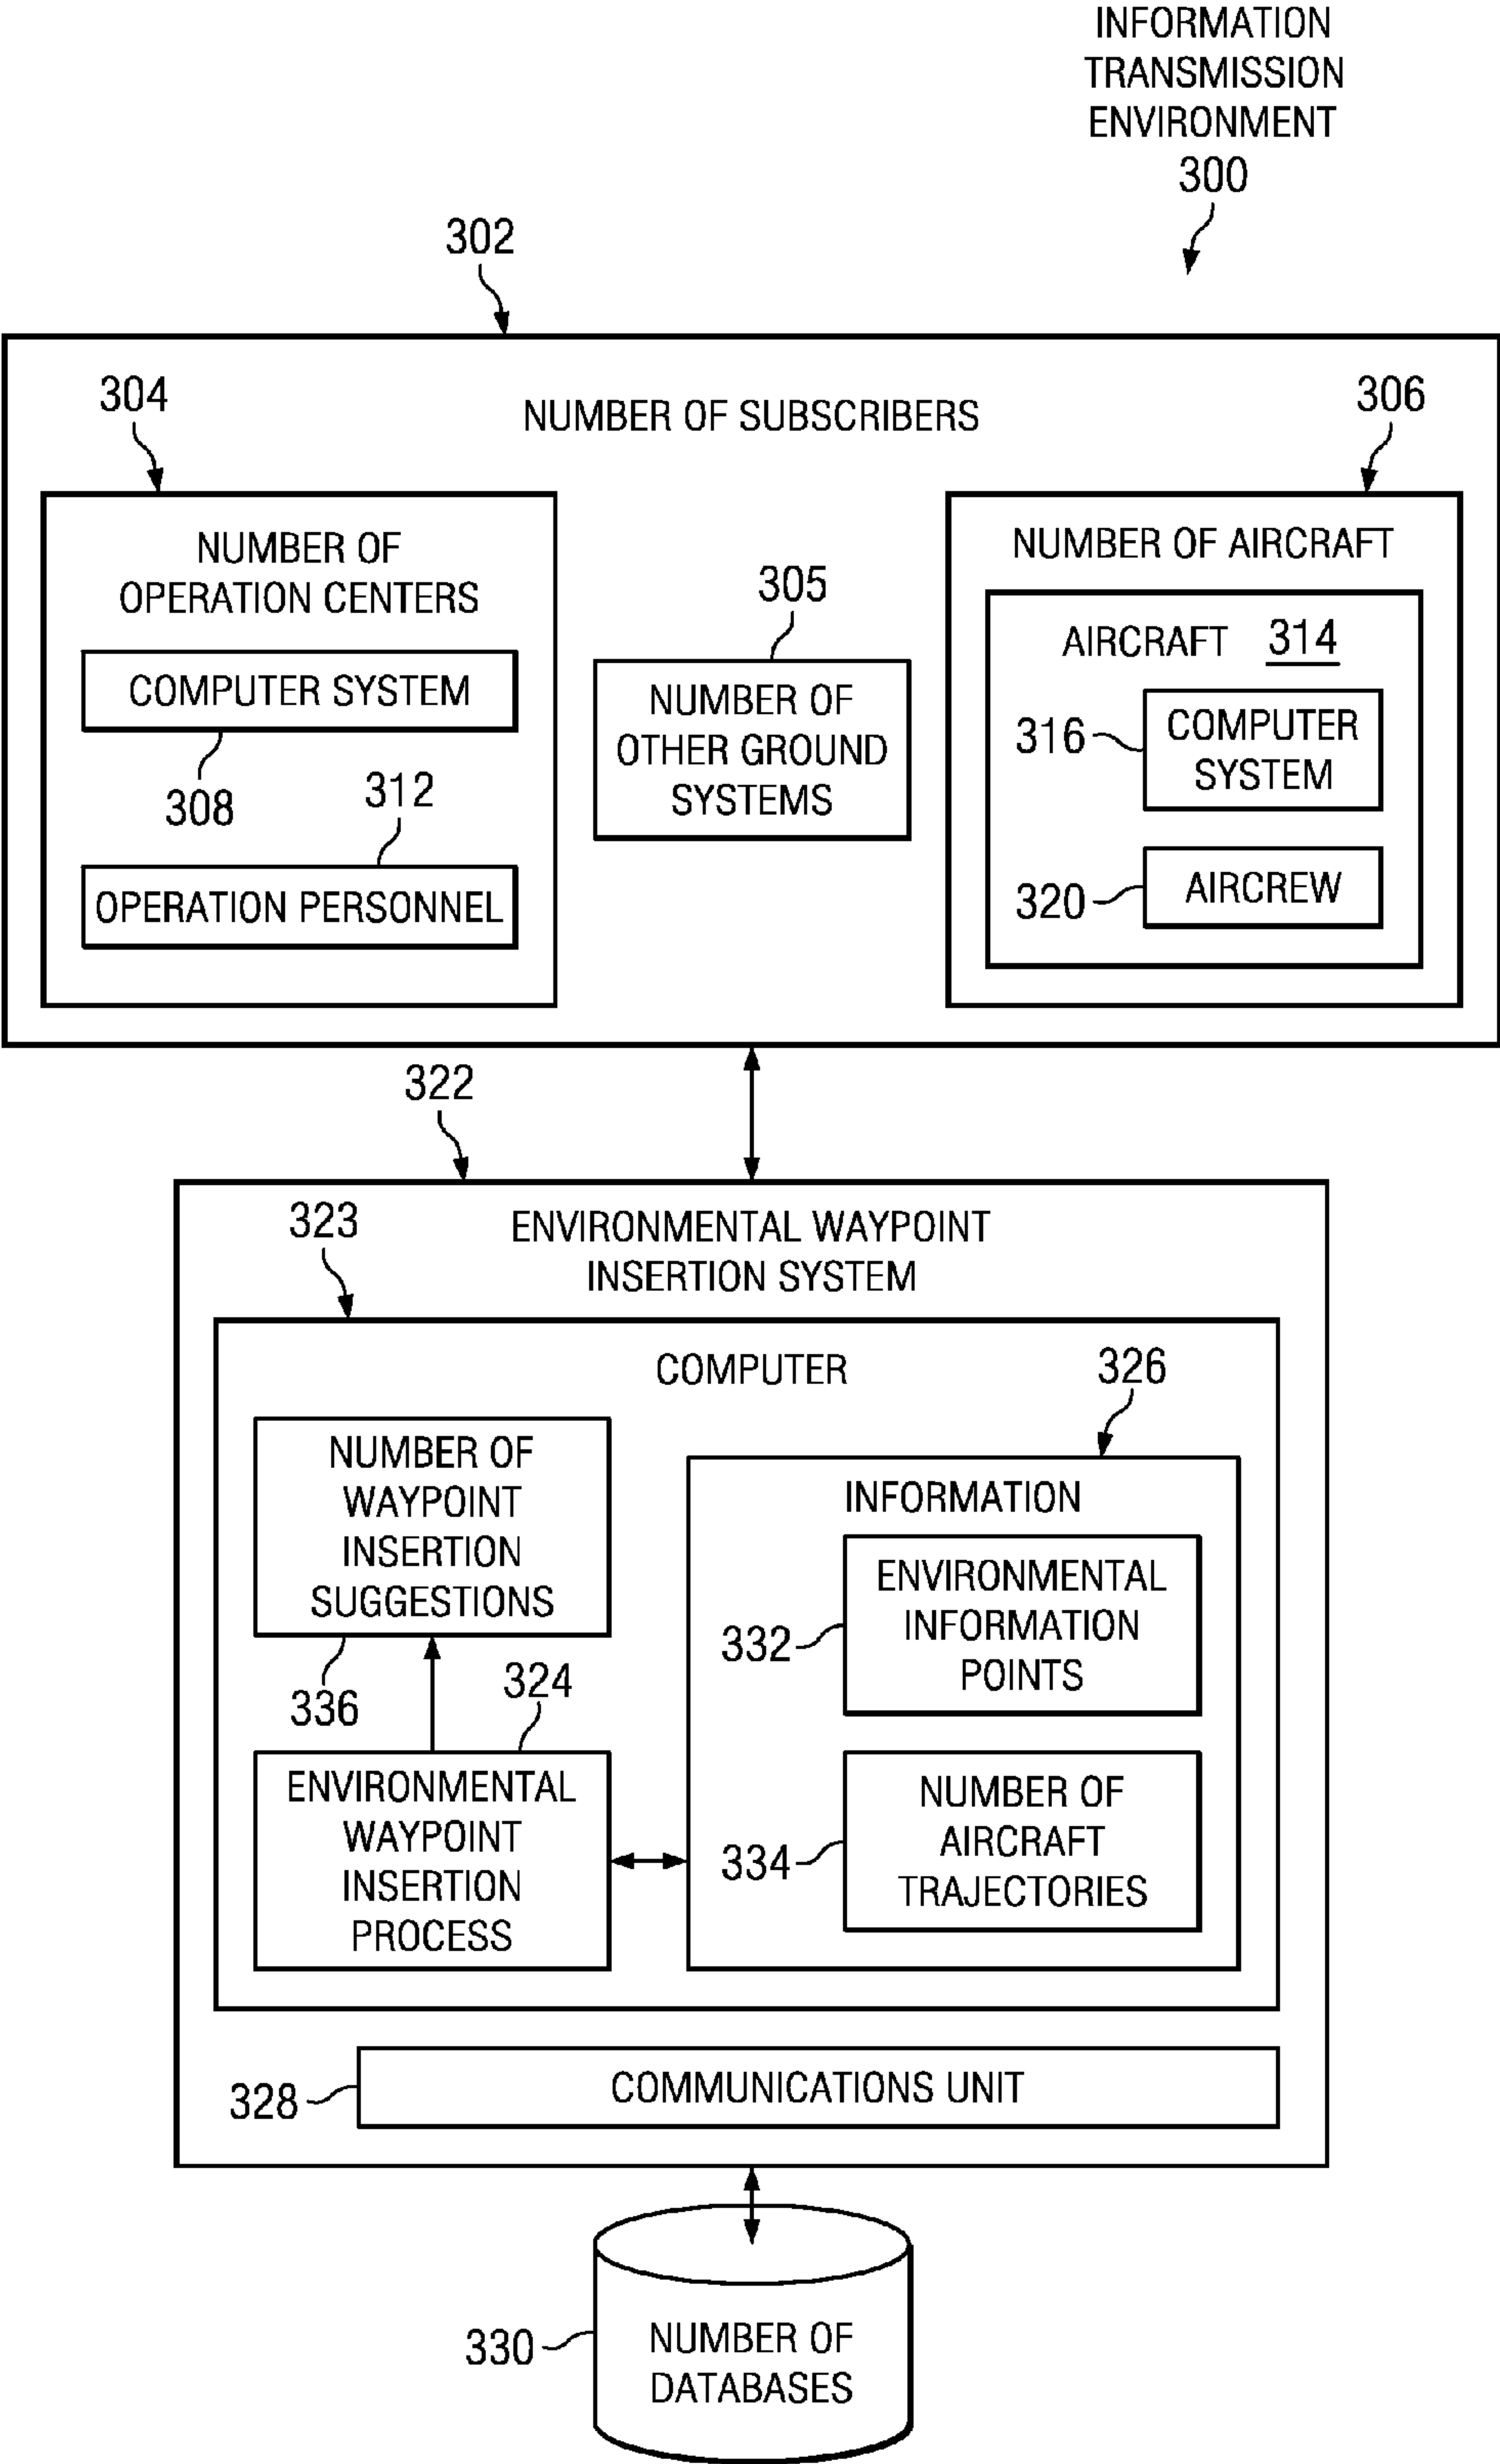 INFORMATION
TRANSMISSION
ENVIRONMENT
300
302
304
NUMBER OF SUBSCRIBERS
306
NUMBER OF
OPERATION CENTERS
COMPUTER SYSTEM
308
312
OPERATION PERSONNEL
305
NUMBER OF
OTHER GROUND
SYSTEMS
NUMBER OF AIRCRAFT
AIRCRAFT 314
316
COMPUTER
SYSTEM
320
AIRCREW
322
ENVIRONMENTAL WAYPOINT
INSERTION SYSTEM
323
COMPUTER
326
NUMBER OF
WAYPOINT
INSERTION
SUGGESTIONS
336
324
ENVIRONMENTAL
WAYPOINT
INSERTION
PROCESS
INFORMATION
332
ENVIRONMENTAL
INFORMATION
POINTS
334
NUMBER OF
AIRCRAFT
TRAJECTORIES
328
COMMUNICATIONS UNIT
330
NUMBER OF
DATABASES